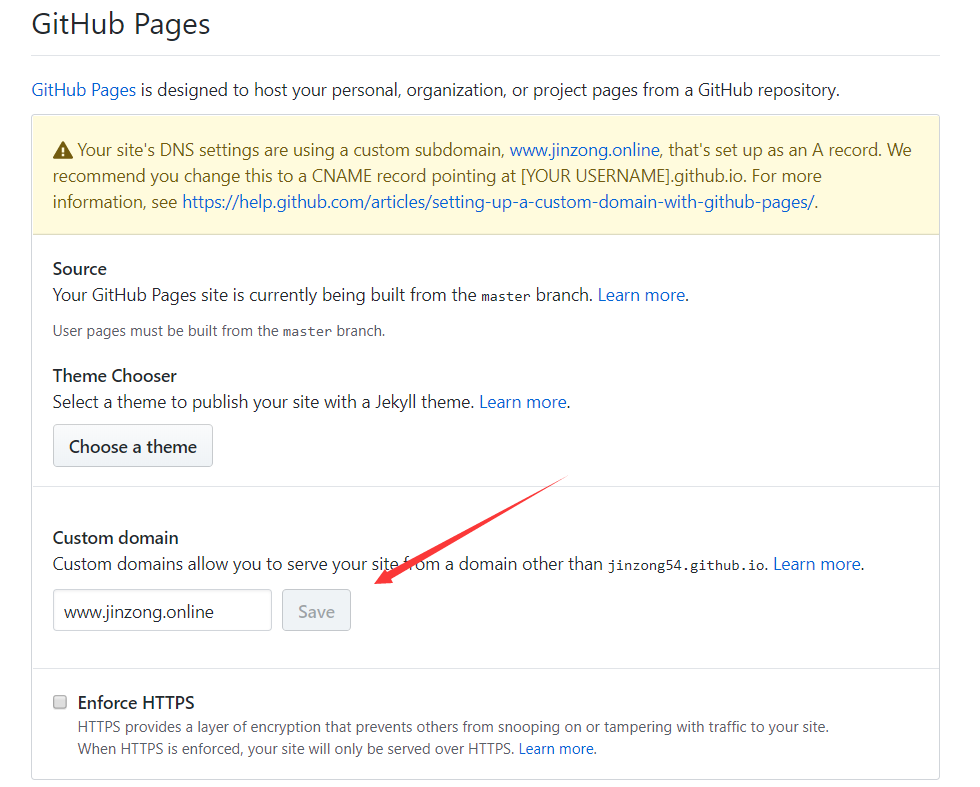 GitHub Pages
GitHub Pages is designed to host your personal, organization, or project pages from a GitHub repository.
Your site's DNS settings are using a custom subdomain, www.jinzong.online, that's set up as an A record. We
recommend you change this to a CNAME record pointing at [YOUR USERNAME].github.io. For more
information, see https://help.github.com/articles/setting-up-a-custom-domain-with-github-pages/.
Source
Your GitHub Pages site is currently being built from the master branch. Learn more.
User pages must be built from the master branch.
Theme Chooser
Select a theme to publish your site with a Jekyll theme. Learn more.
Choose a theme
Custom domain
Custom domains allow you to serve your site from a domain other than jinzong54.github.io. Learn more.
www.jinzong.online Save
Enforce HTTPS
HTTPS provides a layer of encryption that prevents others from snooping on or tampering with traffic to your site.
When HTTPS is enforced, your site will only be served over HTTPS. Learn more.